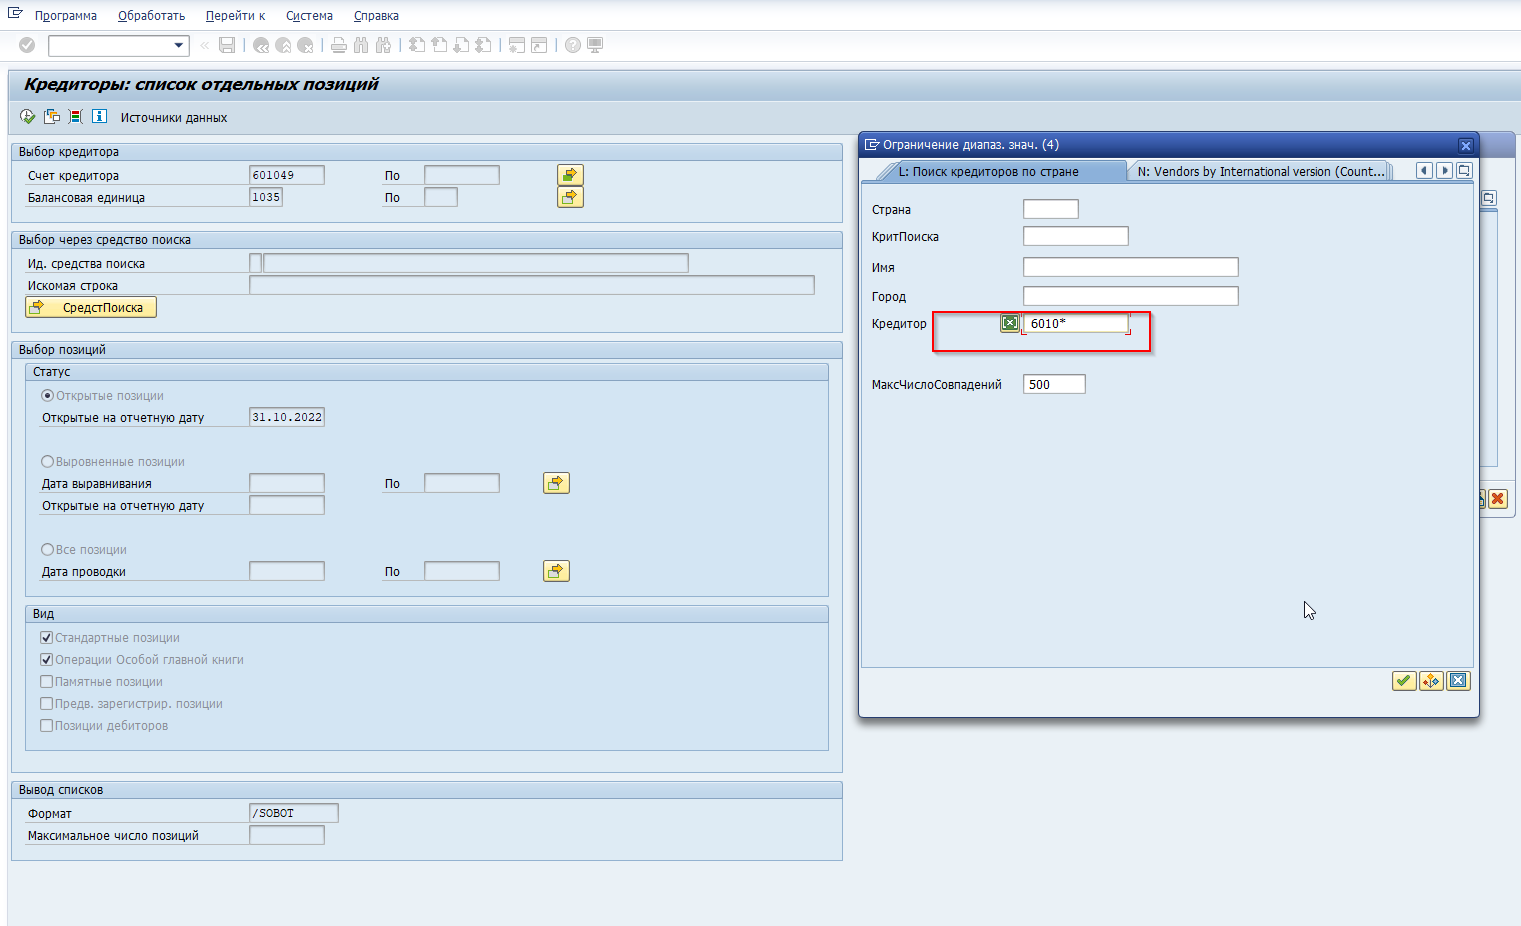 Программа Обработать Перейти к Система Справка
Кредиторы: список отдельных позиций
Источники данных
Выбор кредитора
Счет кредитора 601049 По
Балансовая единица 1035 По
Выбор через средство поиска
Ид. средства поиска
Искомая строка
СредстПоиска
Выбор позиций
Статус
Открытые позиции
Открытые на отчетную дату 31.10.2022
Выровненные позиции
Дата выравнивания По
Открытые на отчетную дату
Все позиции
Дата проводки По
Вид
Стандартные позиции
Операции Особой главной книги
Памятные позиции
Предв. зарегистрир. позиции
Позиции дебиторов
Вывод списков
Формат /SOBOT
Максимальное число позиций
Ограничение диапаз. знач. (4)
L: Поиск кредиторов по стране N: Vendors by International version (Count...
Страна
КритПоиска
Имя
Город
Кредитор 6010*
МаксЧислоСовпадений 500